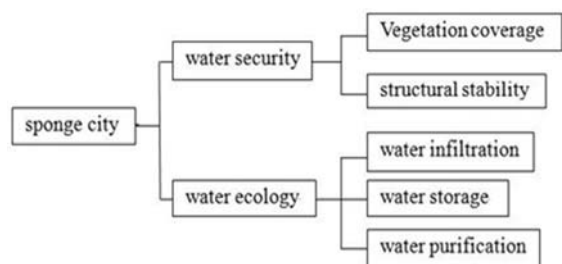 Vegetation coverage
water security
structural stability
sponge city
water infiltration
water ecology
water storage
water purification